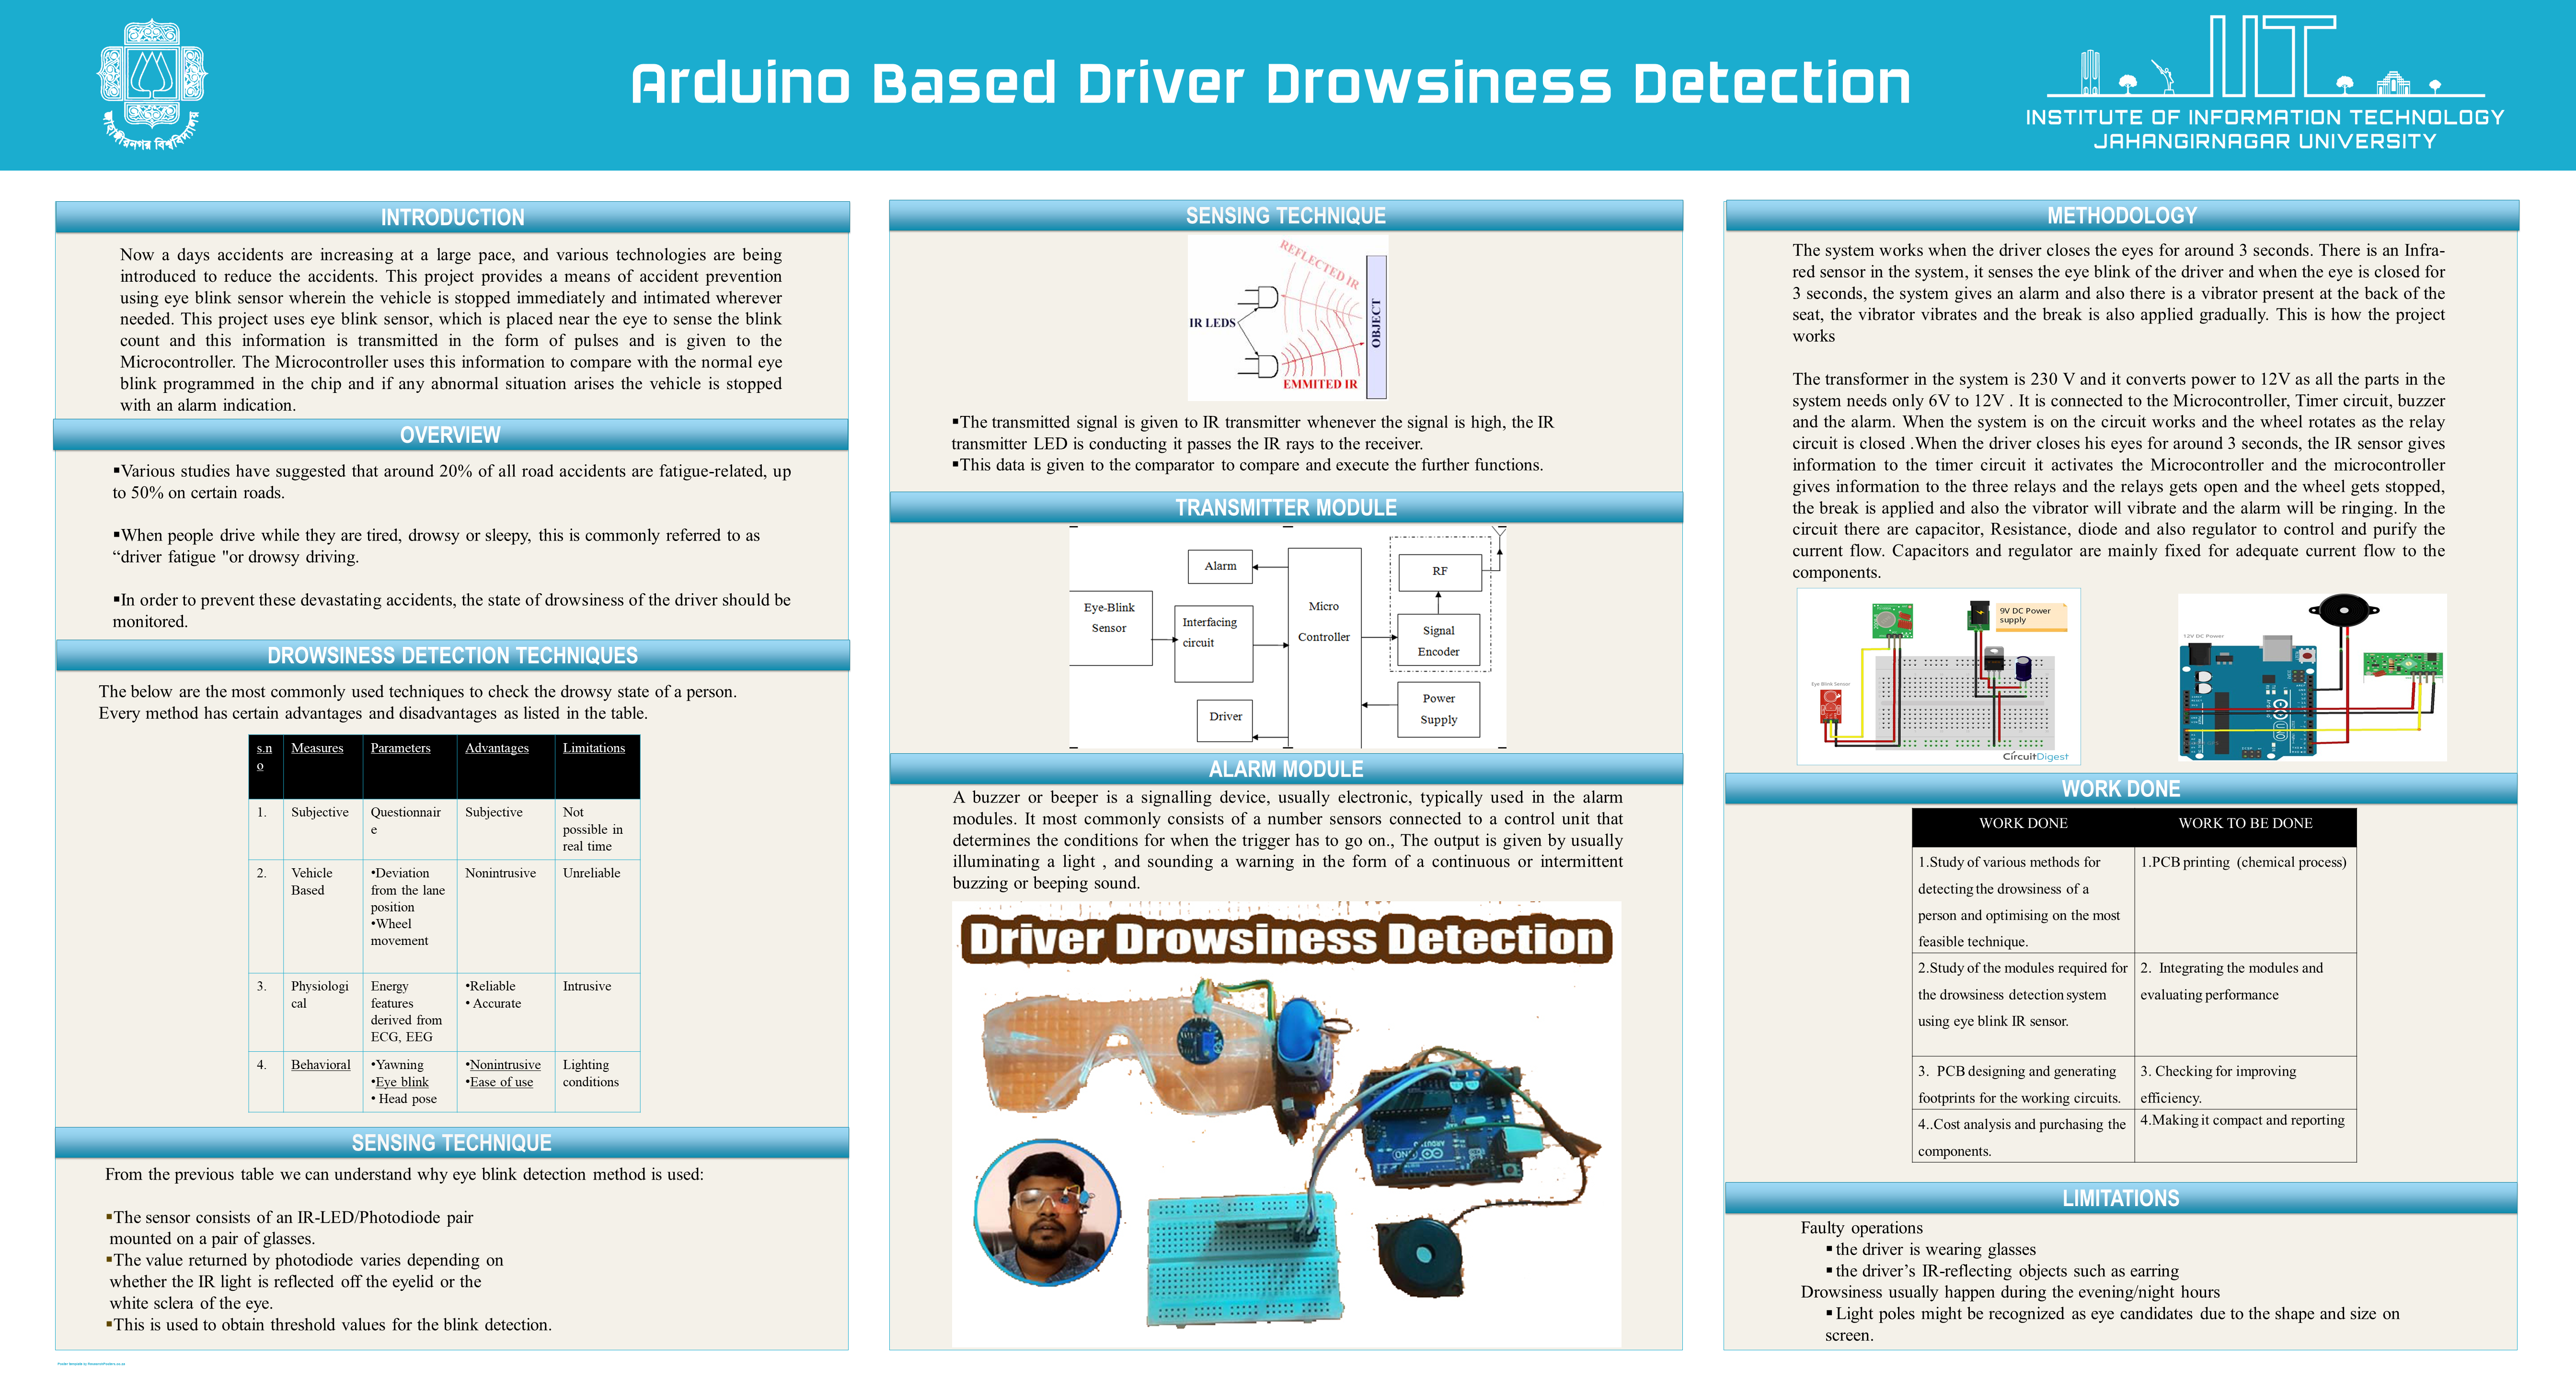 জাহাঙ্গীরনগর বিশ্ববিদ্যালয়
Arduino Based Driver Drowsiness Detection
IIT
INSTITUTE OF INFORMATION TECHNOLOGY
JAHANGIRNAGAR UNIVERSITY
INTRODUCTION
Now a days accidents are increasing at a large pace, and various technologies are being
introduced to reduce the accidents. This project provides a means of accident prevention
using eye blink sensor wherein the vehicle is stopped immediately and intimated wherever
needed. This project uses eye blink sensor, which is placed near the eye to sense the blink
count and this information is transmitted in the form of pulses and is given to the
Microcontroller. The Microcontroller uses this information to compare with the normal eye
blink programmed in the chip and if any abnormal situation arises the vehicle is stopped
with an alarm indication.
OVERVIEW
▪Various studies have suggested that around 20% of all road accidents are fatigue-related, up
to 50% on certain roads.
▪When people drive while they are tired, drowsy or sleepy, this is commonly referred to as
“driver fatigue "or drowsy driving.
▪In order to prevent these devastating accidents, the state of drowsiness of the driver should be
monitored.
DROWSINESS DETECTION TECHNIQUES
The below are the most commonly used techniques to check the drowsy state of a person.
Every method has certain advantages and disadvantages as listed in the table.
s.n Measures Parameters Advantages Limitations
o
1. Subjective Questionnair Subjective Not
e possible in
real time
2. Vehicle •Deviation Nonintrusive Unreliable
Based from the lane
position
•Wheel
movement
3. Physiologi Energy •Reliable Intrusive
cal features • Accurate
derived from
ECG, EEG
4. Behavioral •Yawning •Nonintrusive Lighting
•Eye blink •Ease of use conditions
• Head pose
SENSING TECHNIQUE
From the previous table we can understand why eye blink detection method is used:
▪The sensor consists of an IR-LED/Photodiode pair
mounted on a pair of glasses.
▪The value returned by photodiode varies depending on
whether the IR light is reflected off the eyelid or the
white sclera of the eye.
▪This is used to obtain threshold values for the blink detection.
SENSING TECHNIQUE
REFLECTED IR
IR LEDS
OBJECT
EMMITED IR
▪The transmitted signal is given to IR transmitter whenever the signal is high, the IR
transmitter LED is conducting it passes the IR rays to the receiver.
▪This data is given to the comparator to compare and execute the further functions.
TRANSMITTER MODULE
Alarm
RF
Eye-Blink
Sensor
Interfacing
circuit
Micro
Controller
Signal
Encoder
Driver
Power
Supply
ALARM MODULE
A buzzer or beeper is a signalling device, usually electronic, typically used in the alarm
modules. It most commonly consists of a number sensors connected to a control unit that
determines the conditions for when the trigger has to go on., The output is given by usually
illuminating a light , and sounding a warning in the form of a continuous or intermittent
buzzing or beeping sound.
Driver Drowsiness Detection
METHODOLOGY
The system works when the driver closes the eyes for around 3 seconds. There is an Infra-
red sensor in the system, it senses the eye blink of the driver and when the eye is closed for
3 seconds, the system gives an alarm and also there is a vibrator present at the back of the
seat, the vibrator vibrates and the break is also applied gradually. This is how the project
works
The transformer in the system is 230 V and it converts power to 12V as all the parts in the
system needs only 6V to 12V . It is connected to the Microcontroller, Timer circuit, buzzer
and the alarm. When the system is on the circuit works and the wheel rotates as the relay
circuit is closed .When the driver closes his eyes for around 3 seconds, the IR sensor gives
information to the timer circuit it activates the Microcontroller and the microcontroller
gives information to the three relays and the relays gets open and the wheel gets stopped,
the break is applied and also the vibrator will vibrate and the alarm will be ringing. In the
circuit there are capacitor, Resistance, diode and also regulator to control and purify the
current flow. Capacitors and regulator are mainly fixed for adequate current flow to the
components.
9V DC Power
supply
Eye Blink Sensor
CircuitDigest
12V DC Power
WORK DONE
WORK DONE WORK TO BE DONE
1.Study of various methods for 1.PCB printing (chemical process)
detecting the drowsiness of a
person and optimising on the most
feasible technique.
2.Study of the modules required for 2. Integrating the modules and
the drowsiness detection system evaluating performance
using eye blink IR sensor.
3. PCB designing and generating 3. Checking for improving
footprints for the working circuits. efficiency.
4..Cost analysis and purchasing the 4.Making it compact and reporting
components.
LIMITATIONS
Faulty operations
▪the driver is wearing glasses
▪the driver’s IR-reflecting objects such as earring
Drowsiness usually happen during the evening/night hours
▪Light poles might be recognized as eye candidates due to the shape and size on
screen.